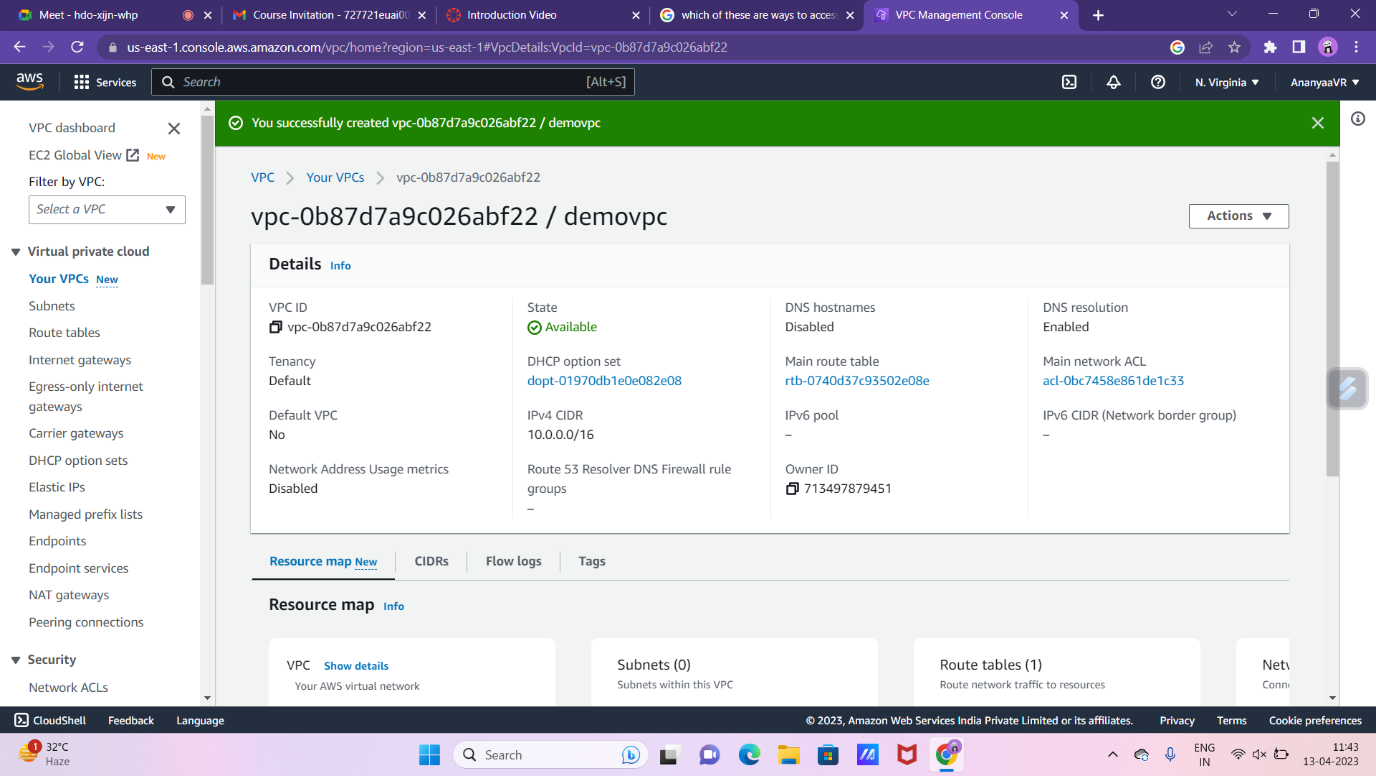 Meet - hdo-xijn-whp
Course Invitation - 727721euai00
Introduction Video
which of these are ways to access
VPC Management Console
us-east-1.console.aws.amazon.com/vpc/home?region=us-east-1#VpcDetails:VpcId=vpc-0b87d7a9c026abf22
aws
Services
Search
[Alt+S]
N. Virginia
AnanyaaVR
VPC dashboard
EC2 Global View New
Filter by VPC:
Select a VPC
Virtual private cloud
Your VPCs New
Subnets
Route tables
Internet gateways
Egress-only internet
gateways
Carrier gateways
DHCP option sets
Elastic IPs
Managed prefix lists
Endpoints
Endpoint services
NAT gateways
Peering connections
Security
Network ACLs
You successfully created vpc-0b87d7a9c026abf22 / demovpc
VPC
Your VPCs
vpc-0b87d7a9c026abf22
vpc-0b87d7a9c026abf22 / demovpc
Actions
Details Info
VPC ID
vpc-0b87d7a9c026abf22
State
Available
DNS hostnames
Disabled
DNS resolution
Enabled
Tenancy
Default
DHCP option set
dopt-01970db1e0e082e08
Main route table
rtb-0740d37c93502e08e
Main network ACL
acl-0bc7458e861de1c33
Default VPC
No
IPv4 CIDR
10.0.0.0/16
IPv6 pool
–
IPv6 CIDR (Network border group)
–
Network Address Usage metrics
Disabled
Route 53 Resolver DNS Firewall rule
groups
–
Owner ID
713497879451
Resource map New
CIDRs
Flow logs
Tags
Resource map Info
VPC Show details
Your AWS virtual network
Subnets (0)
Subnets within this VPC
Route tables (1)
Route network traffic to resources
CloudShell
Feedback
Language
© 2023, Amazon Web Services India Private Limited or its affiliates.
Privacy
Terms
Cookie preferences
1
32°C
Haze
Search
ENG
IN
11:43
13-04-2023